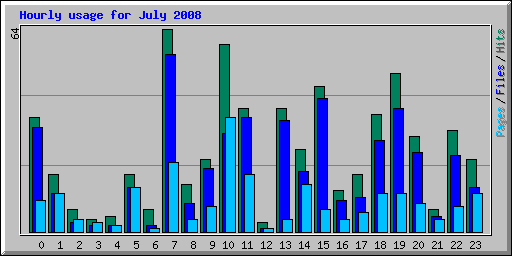 Hourly usage for July 2008
64
Pages / Files / Hits
0 1 2 3 4 5 6 7 8 9 10 11 12 13 14 15 16 17 18 19 20 21 22 23